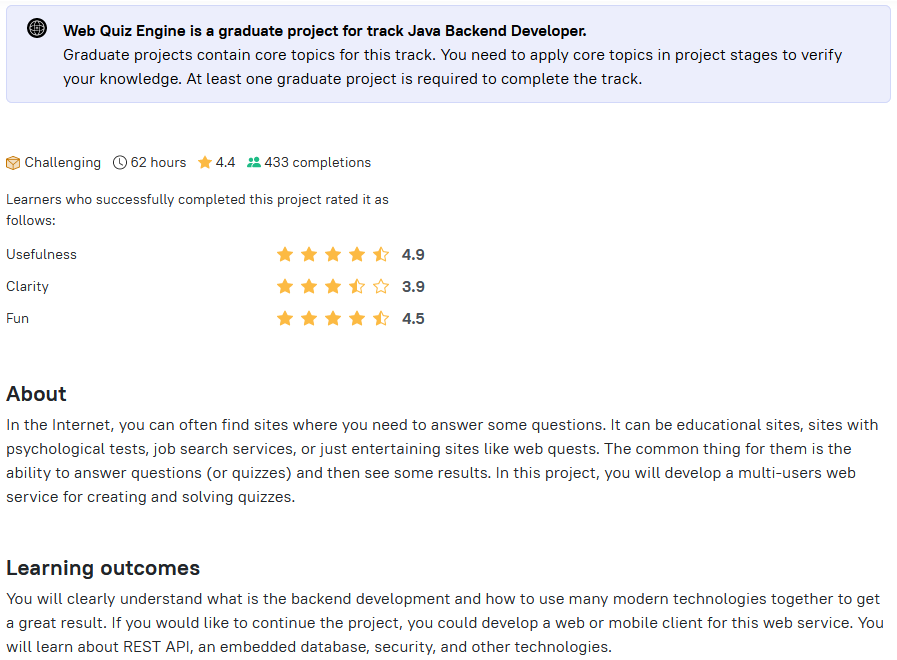 Web Quiz Engine is a graduate project for track Java Backend Developer.
Graduate projects contain core topics for this track. You need to apply core topics in project stages to verify
your knowledge. At least one graduate project is required to complete the track.
Challenging 62 hours 4.4 433 completions
Learners who successfully completed this project rated it as
follows:
Usefulness 4.9
Clarity 3.9
Fun 4.5
About
In the Internet, you can often find sites where you need to answer some questions. It can be educational sites, sites with
psychological tests, job search services, or just entertaining sites like web quests. The common thing for them is the
ability to answer questions (or quizzes) and then see some results. In this project, you will develop a multi-users web
service for creating and solving quizzes.
Learning outcomes
You will clearly understand what is the backend development and how to use many modern technologies together to get
a great result. If you would like to continue the project, you could develop a web or mobile client for this web service. You
will learn about REST API, an embedded database, security, and other technologies.